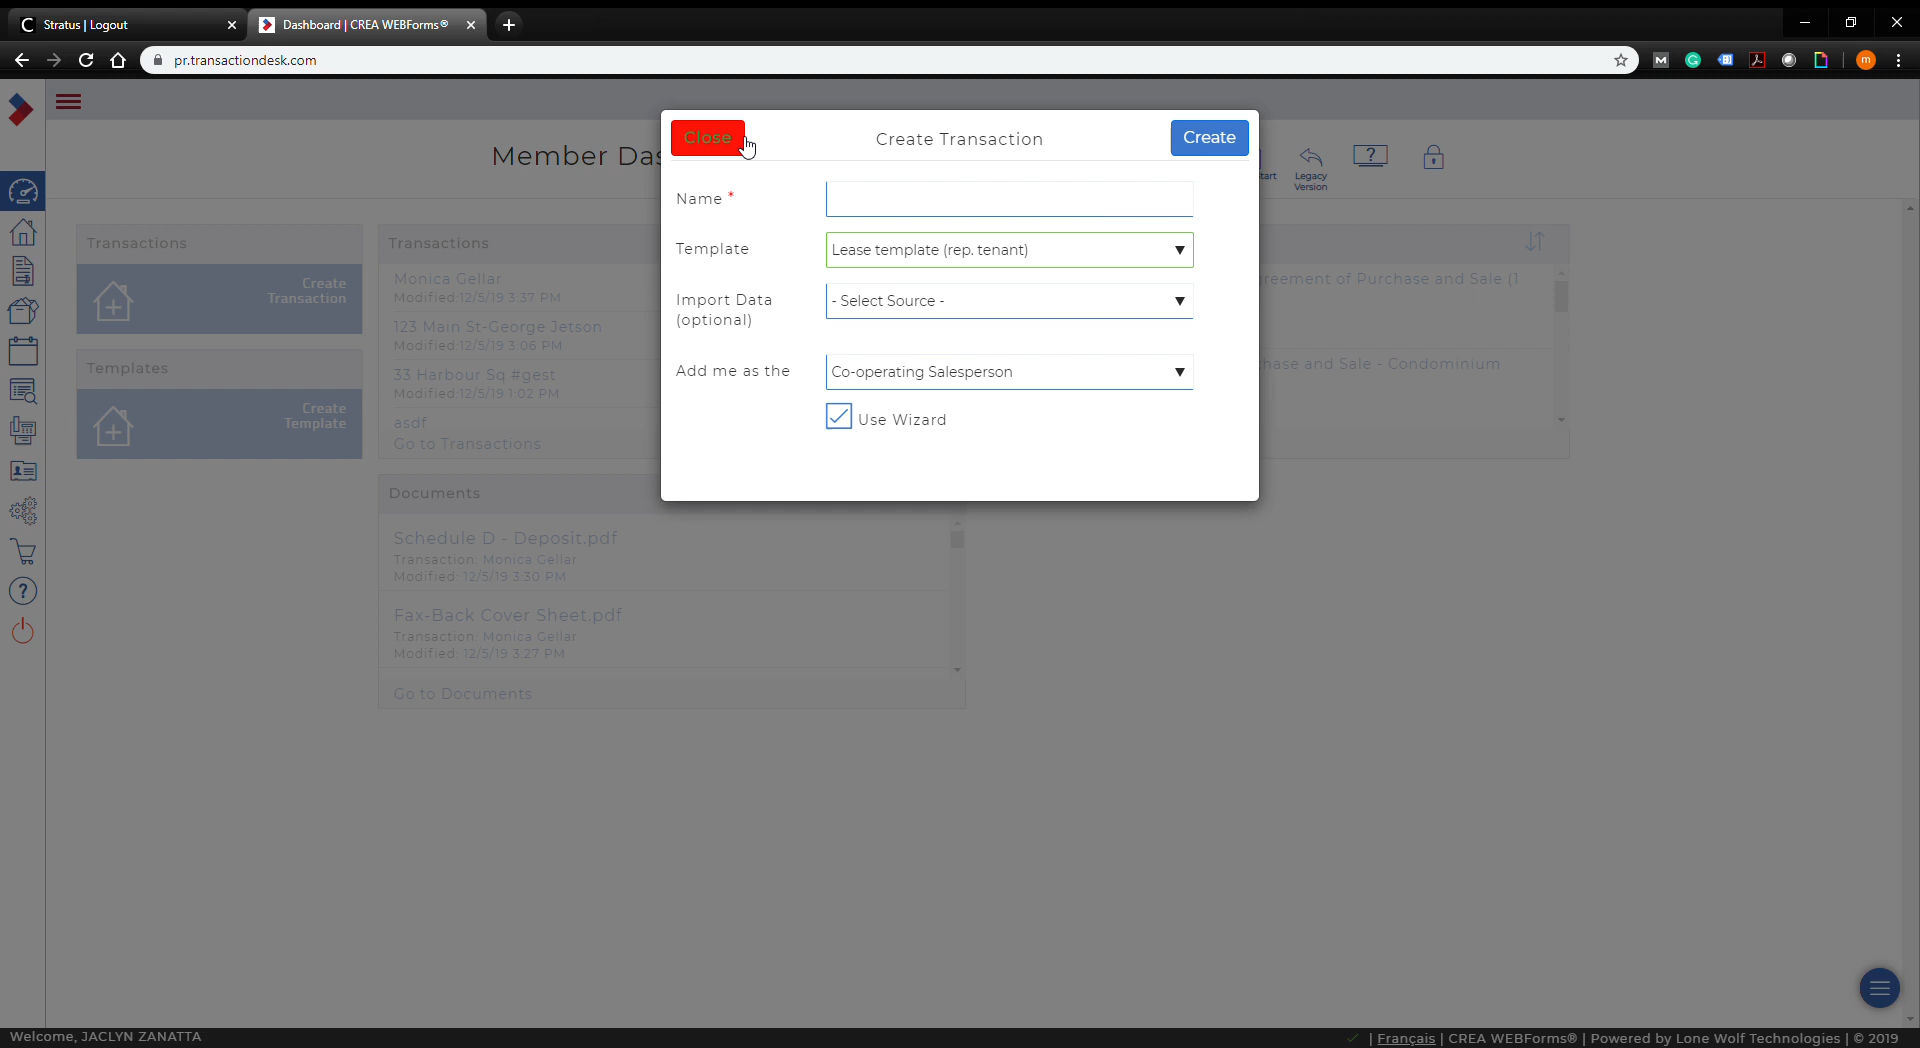 Stratus | Logout
Dashboard | CREA WEBForms®
pr.transactiondesk.com
Member Das
Legacy
Version
tart
Close
Create Transaction
Create
Name *
Template
Lease template (rep. tenant)
Import Data
(optional)
- Select Source -
Add me as the
Co-operating Salesperson
Use Wizard
Transactions
Create
Transaction
Templates
Create
Template
Transactions
Monica Gellar
Modified:12/5/19 3:37 PM
123 Main St-George Jetson
Modified:12/5/19 3:06 PM
33 Harbour Sq #gest
Modified:12/5/19 1:02 PM
asdf
Go to Transactions
reement of Purchase and Sale (1
hase and Sale - Condominium
Documents
Schedule D - Deposit.pdf
Transaction: Monica Gellar
Modified: 12/5/19 3:30 PM
Fax-Back Cover Sheet.pdf
Transaction: Monica Gellar
Modified: 12/5/19 3:27 PM
Go to Documents
Welcome, JACLYN ZANATTA
| Français | CREA WEBForms® | Powered by Lone Wolf Technologies | © 2019